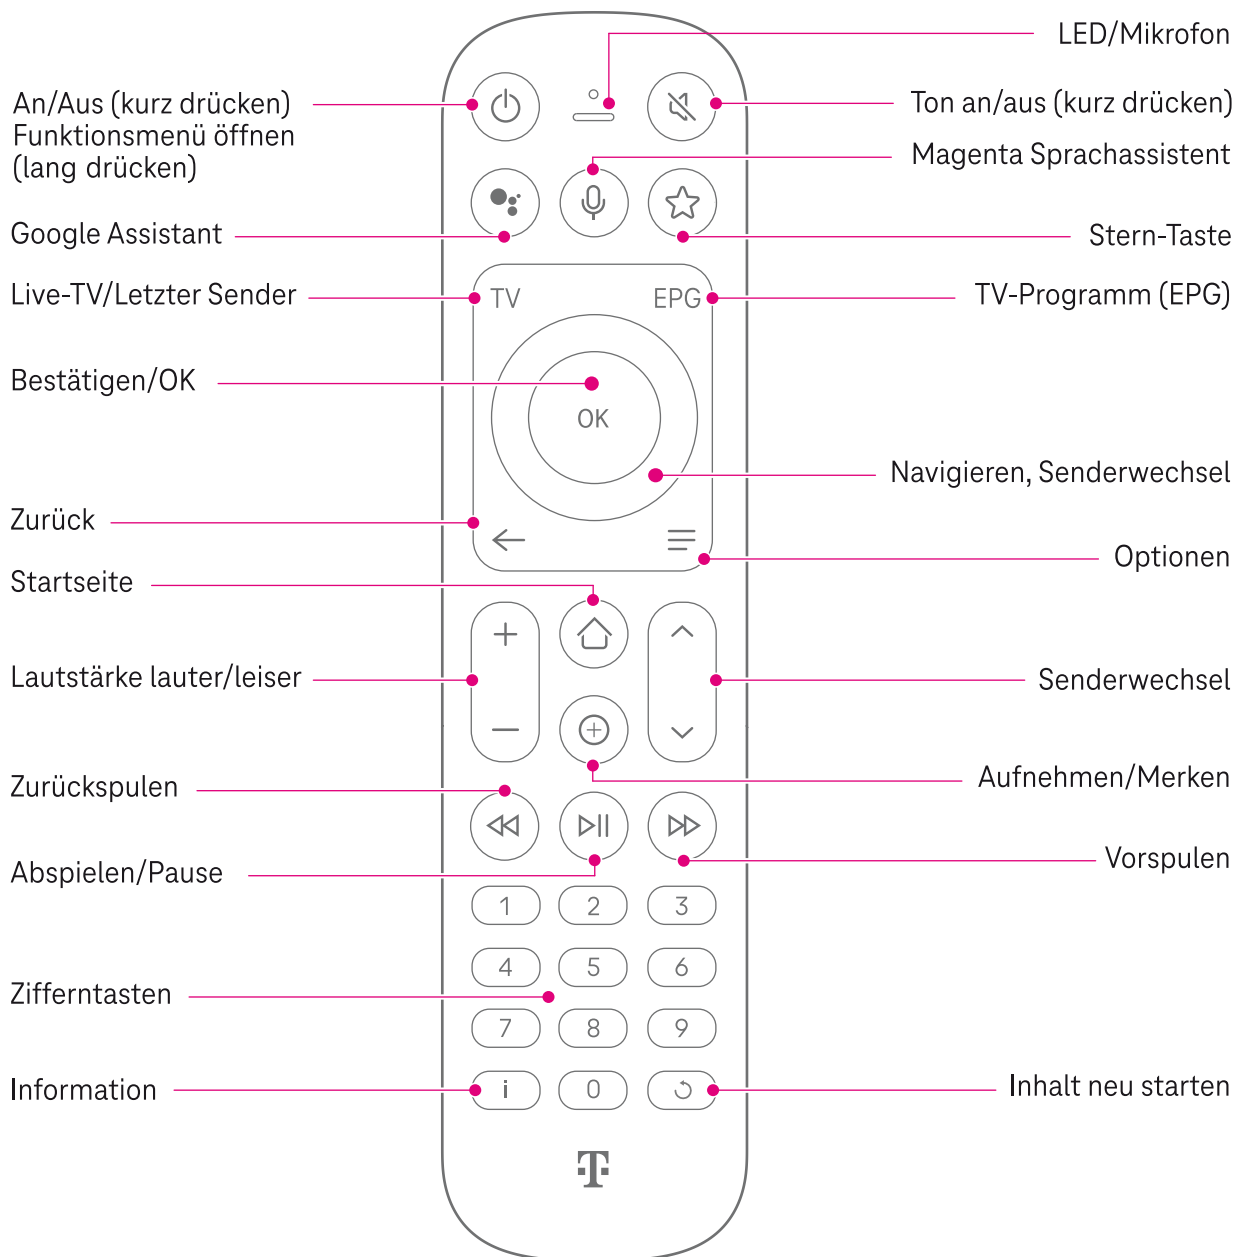 LED/Mikrofon
An/Aus (kurz drücken)
Funktionsmenü öffnen
(lang drücken)
Ton an/aus (kurz drücken)
Magenta Sprachassistent
Google Assistant
Stern-Taste
Live-TV/Letzter Sender
TV
EPG
TV-Programm (EPG)
Bestätigen/OK
OK
Navigieren, Senderwechsel
Zurück
Optionen
Startseite
Lautstärke lauter/leiser
Senderwechsel
Zurückspulen
Aufnehmen/Merken
Abspielen/Pause
Vorspulen
1 2 3
4 5 6
Zifferntasten
7 8 9
Information
i 0
Inhalt neu starten
T